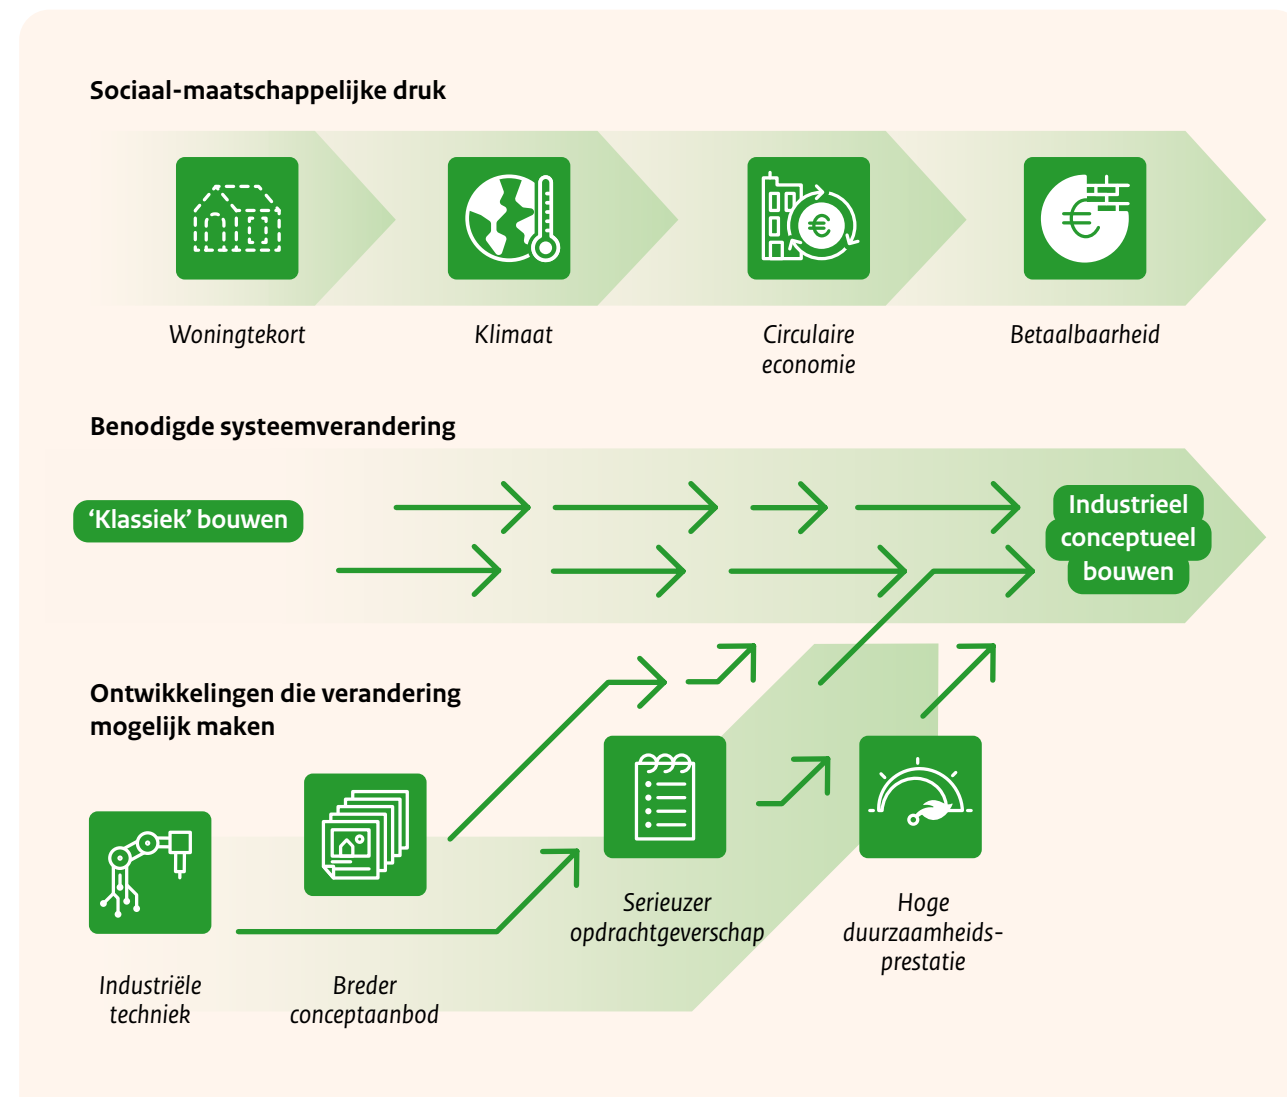 Sociaal-maatschappelijke druk
Woningtekort
Klimaat
Circulaire
economie
Betaalbaarheid
Benodigde systeemverandering
‘Klassiek’ bouwen
Industrieel
conceptueel
bouwen
Ontwikkelingen die verandering
mogelijk maken
Industriële
techniek
Breder
conceptaanbod
Serieuzer
opdrachtgeverschap
Hoge
duurzaamheids-
prestatie